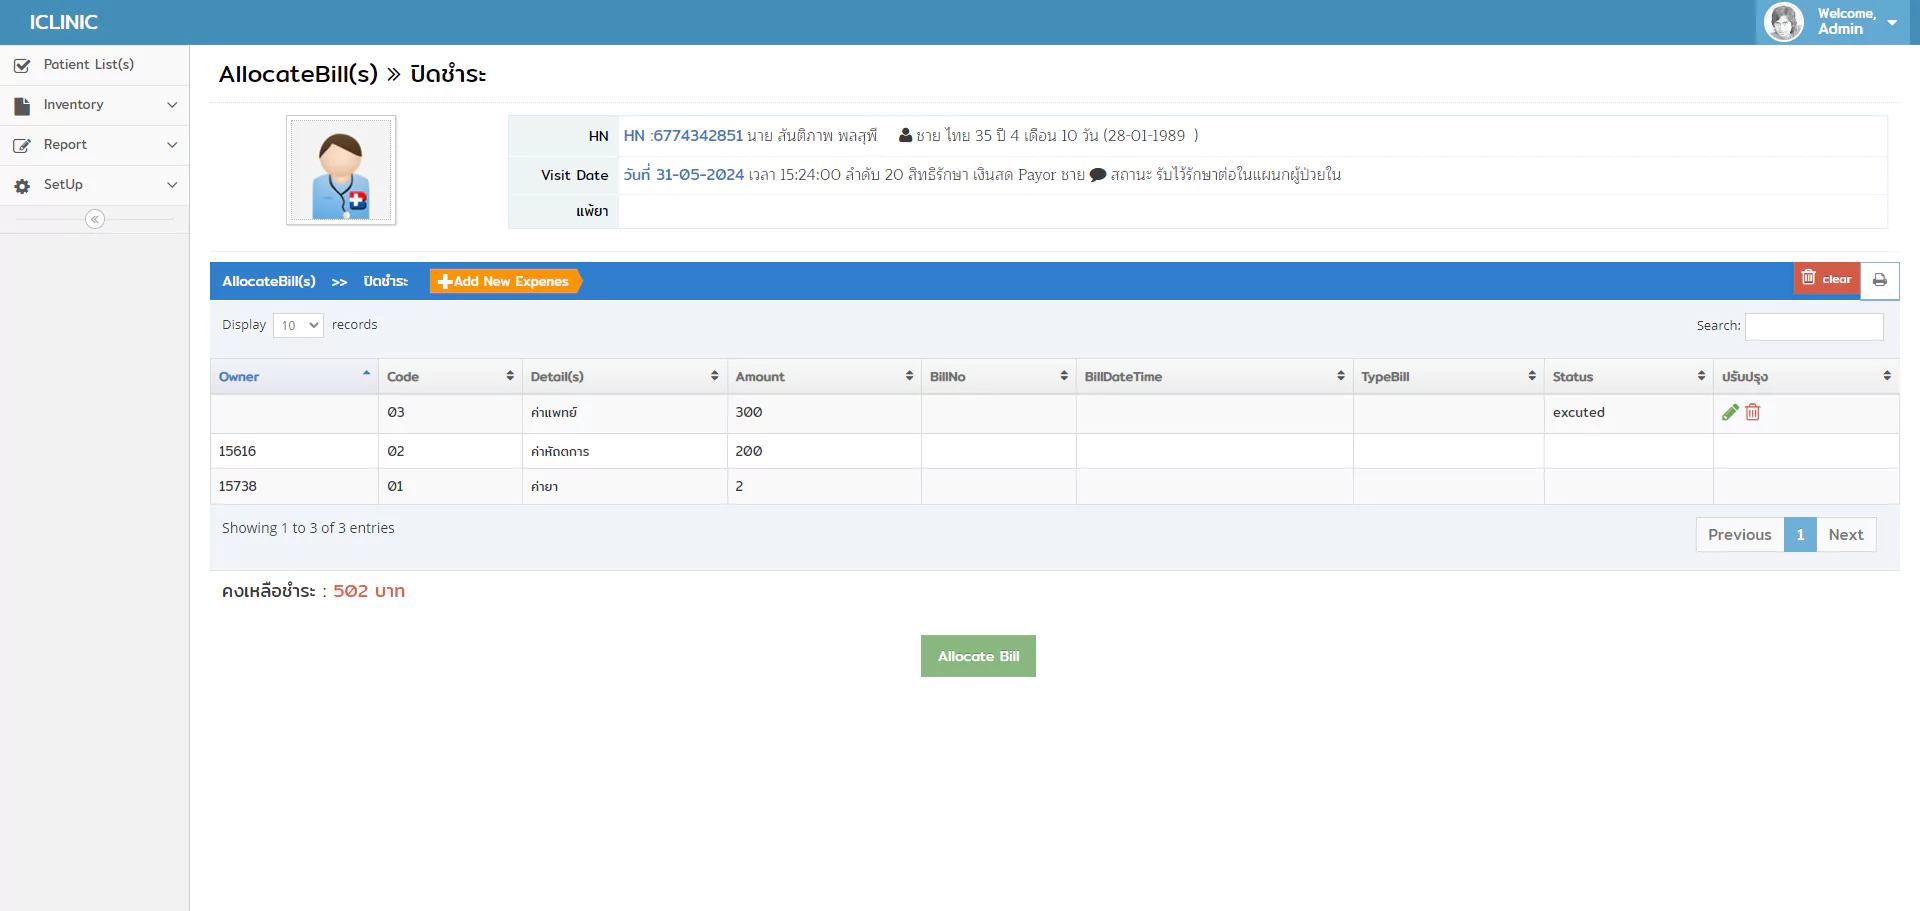 ICLINIC
Welcome,
Admin
Patient List(s)
Inventory
Report
SetUp
AllocateBill(s) » ปิดชำระ
HN HN :6774342851 นาย สันติภาพ พลสุพี ชาย ไทย 35 ปี 4 เดือน 10 วัน (28-01-1989 )
Visit Date วันที่ 31-05-2024 เวลา 15:24:00 ลำดับ 20 สิทธิรักษา เงินสด Payor ชาย สถานะ รับไว้รักษาต่อในแผนกผู้ป่วยใน
แพ้ยา
AllocateBill(s) >> ปิดชำระ Add New Expenes clear
Display 10 records Search:
Owner Code Detail(s) Amount BillNo BillDateTime TypeBill Status ปรับปรุง
03 ค่าแพทย์ 300 excuted
15616 02 ค่าหัถตการ 200
15738 01 ค่ายา 2
Showing 1 to 3 of 3 entries Previous 1 Next
คงเหลือชำระ : 502 บาท
Allocate Bill